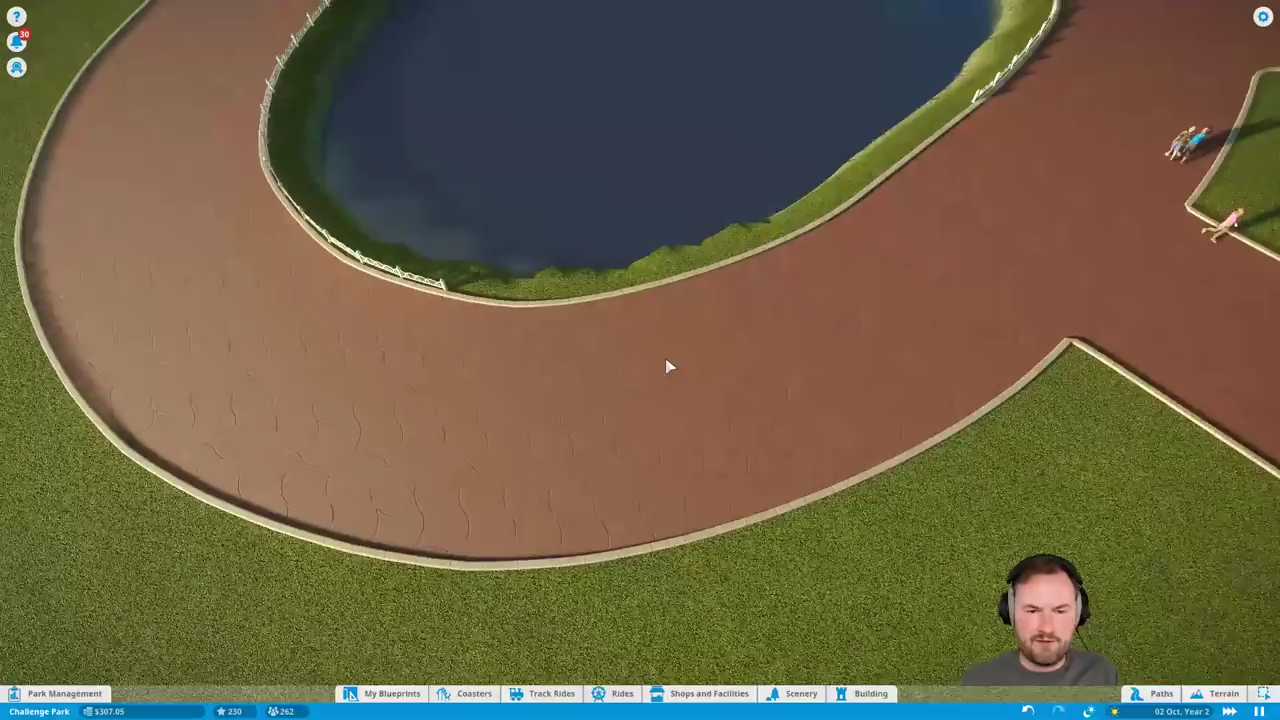 ?
30
My Blueprints
Coasters
Track Rides
Rides
Shops and Facilities
Scenery
Building
Park Management
Paths
Terrain
Challenge Park
$307.05
230
262
02 Oct, Year 2